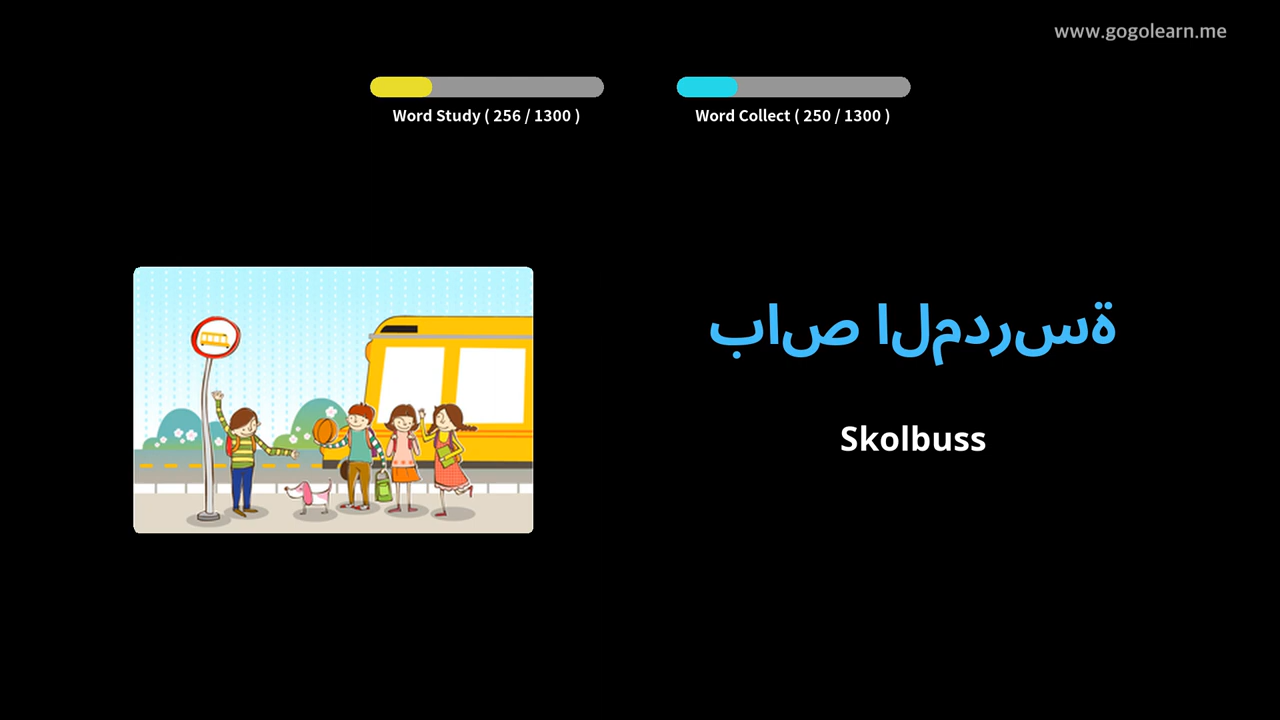 www.gogolearn.me
Word Study ( 256 / 1300 )
Word Collect ( 250 / 1300 )
باص المدرسة
Skolbuss